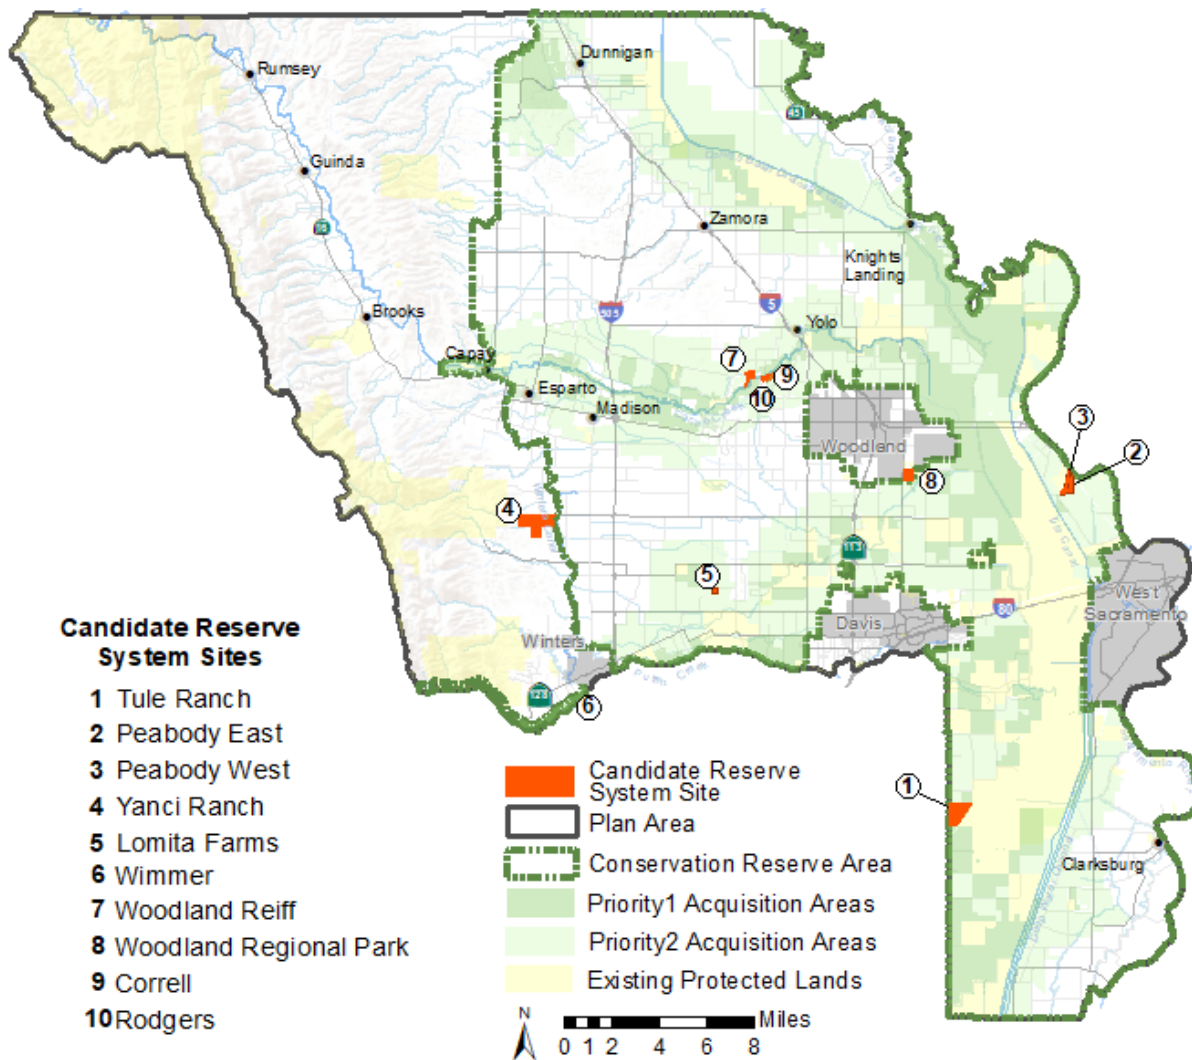 Dunnigan
Rumsey
45
Guinda
Zamora
16
Knights
Landing
Brooks
505
5
Yolo
Capay
7
9
Esparto
10
Madison
3
Woodland
2
8
4
113
5
West
Sacramento
80
Davis
Candidate Reserve
System Sites
Winters
Putah Creek
128
6
1 Tule Ranch
2 Peabody East
3 Peabody West
4 Yanci Ranch
5 Lomita Farms
6 Wimmer
7 Woodland Reiff
8 Woodland Regional Park
9 Correll
10 Rodgers
Candidate Reserve
System Site
Plan Area
Conservation Reserve Area
Priority1 Acquisition Areas
Priority2 Acquisition Areas
Existing Protected Lands
1
Clarksburg
N
Miles
0 1 2 4 6 8